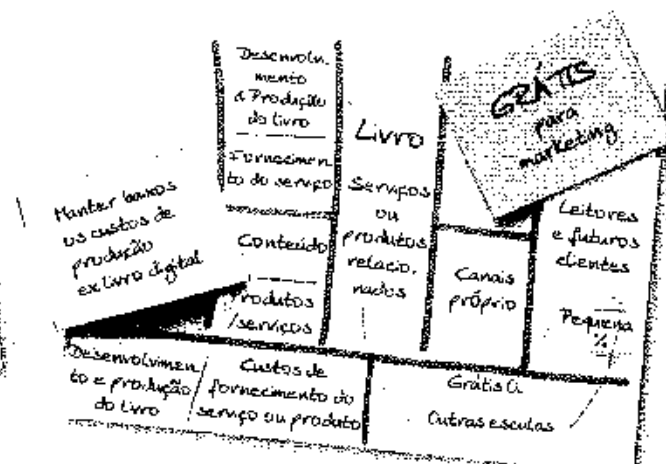 Desenvolvi-
mento
e Produção
do livro
Fornecimen
to do serviço
Livro
Serviços
ou
produtos
relacio.
nados
GRÁTIS
para
marketing
Manter baixos
os custos de
produção
ex livro digital
Conteúdo
Produtos
/serviços
Canais
próprio
Leitores
e futuros
clientes
Pequena
%
Desenvolvimen
to e produção
do livro
Custos de
fornecimento do
serviço ou produto
Grátis
Outras escolas